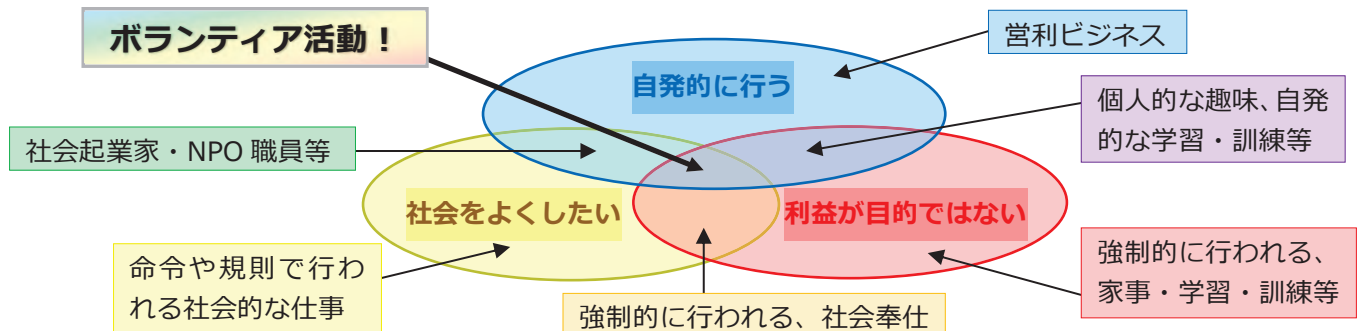 ボランティア活動！
営利ビジネス
自発的に行う
個人的な趣味、自発
的な学習・訓練等
社会起業家・NPO 職員等
社会をよくしたい
利益が目的ではない
命令や規則で行わ
れる社会的な仕事
強制的に行われる、社会奉仕
強制的に行われる、
家事・学習・訓練等